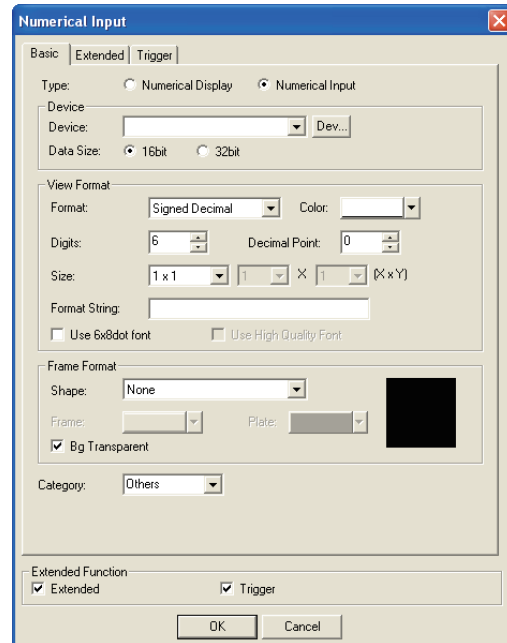 Numerical Input
Basic Extended Trigger
Type: Numerical Display Numerical Input
Device
Device: Dev...
Data Size: 16bit 32bit
View Format
Format: Signed Decimal Color:
Digits: 6 Decimal Point: 0
Size: 1 x 1 1 X 1 (X x Y)
Format String:
Use 6x8dot font Use High Quality Font
Frame Format
Shape: None
Frame: Plate:
Bg Transparent
Category: Others
Extended Function
Extended Trigger
OK Cancel